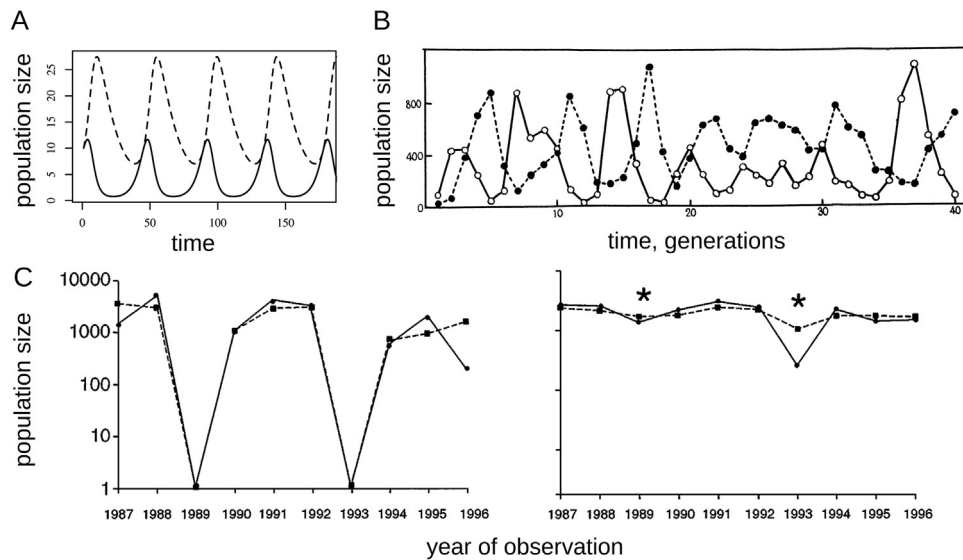 A
population size
0 5 10 15 20 25
0 50 100 150
time
B
population size
0 400 800
10 20 30 40
time, generations
C
population size
10000
1000
100
10
1
1987 1988 1989 1990 1991 1992 1993 1994 1995 1996
* *
1987 1988 1989 1990 1991 1992 1993 1994 1995 1996
year of observation